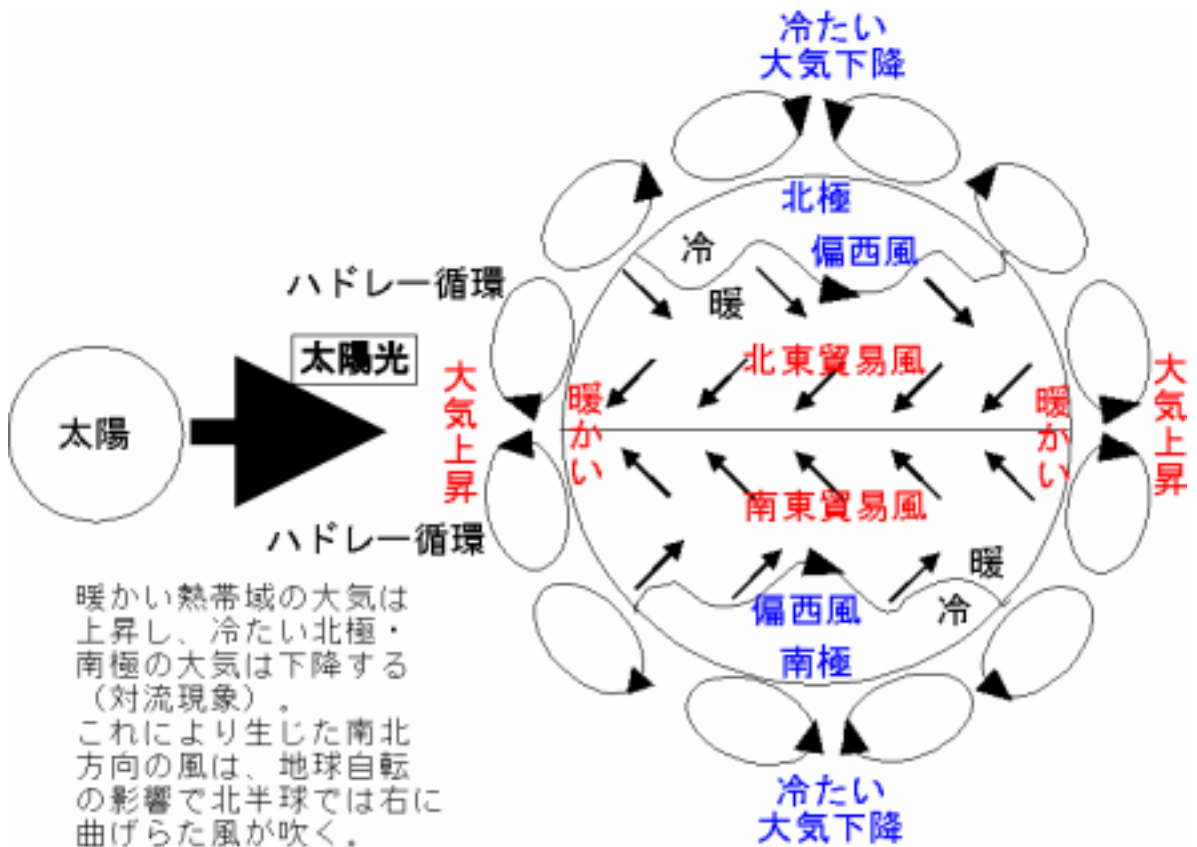 冷たい
大気下降
北極
冷
偏西風
ハドレー循環
暖
太陽光
北東貿易風
大気上昇
暖かい
暖かい
大気上昇
太陽
南東貿易風
ハドレー循環
暖
冷
偏西風
南極
暖かい熱帯域の大気は
上昇し、冷たい北極・
南極の大気は下降する
（対流現象）。
これにより生じた南北
方向の風は、地球自転
の影響で北半球では右に
曲げらた風が吹く。
冷たい
大気下降